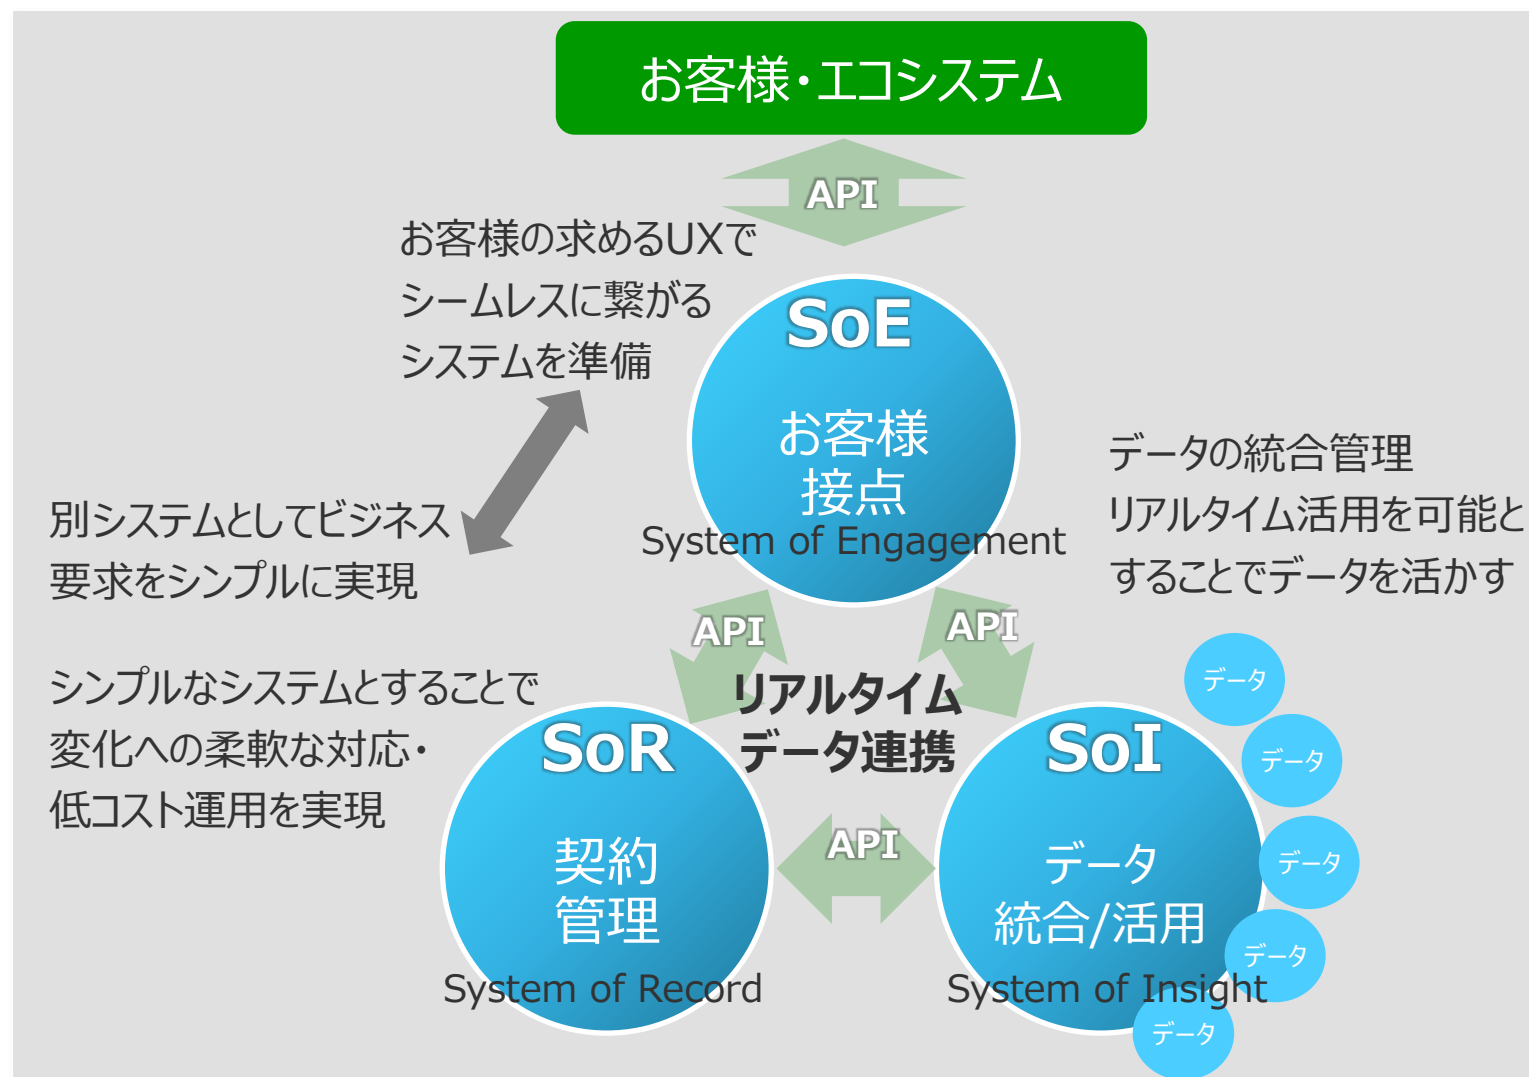 お客様・エコシステム
API
お客様の求めるUXで
シームレスに繋がる
システムを準備
SoE
お客様
接点
System of Engagement
データの統合管理
リアルタイム活用を可能と
することでデータを活かす
別システムとしてビジネス
要求をシンプルに実現
API
API
シンプルなシステムとすることで
変化への柔軟な対応・
低コスト運用を実現
リアルタイム
データ連携
SoR
契約
管理
System of Record
API
SoI
データ
統合/活用
System of Insight
データ
データ
データ
データ
データ